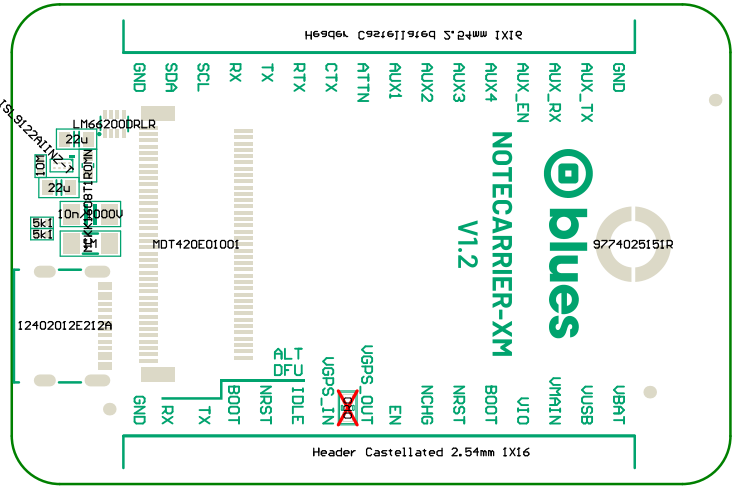 Header Castellated 2.54mm 1X16
GND
SDA
SCL
RX
TX
RTX
CTX
ATTN
AUX1
AUX2
AUX3
AUX4
AUX_EN
AUX_RX
AUX_TX
GND
ISL9122AIINZ-T
LM66200DRLR
22u
10M
22u
10n/1000V
5k1
5k1
1M
MDT420E01001
12402012E212A
NOTECARRIER-XM
V1.2
blues
9774025151R
ALT
DFU
GND
RX
TX
BOOT
NRST
IDLE
VGPS_IN
VGPS_OUT
EN
NCHG
NRST
BOOT
VIO
VMAIN
VUSB
VBAT
Header Castellated 2.54mm 1X16